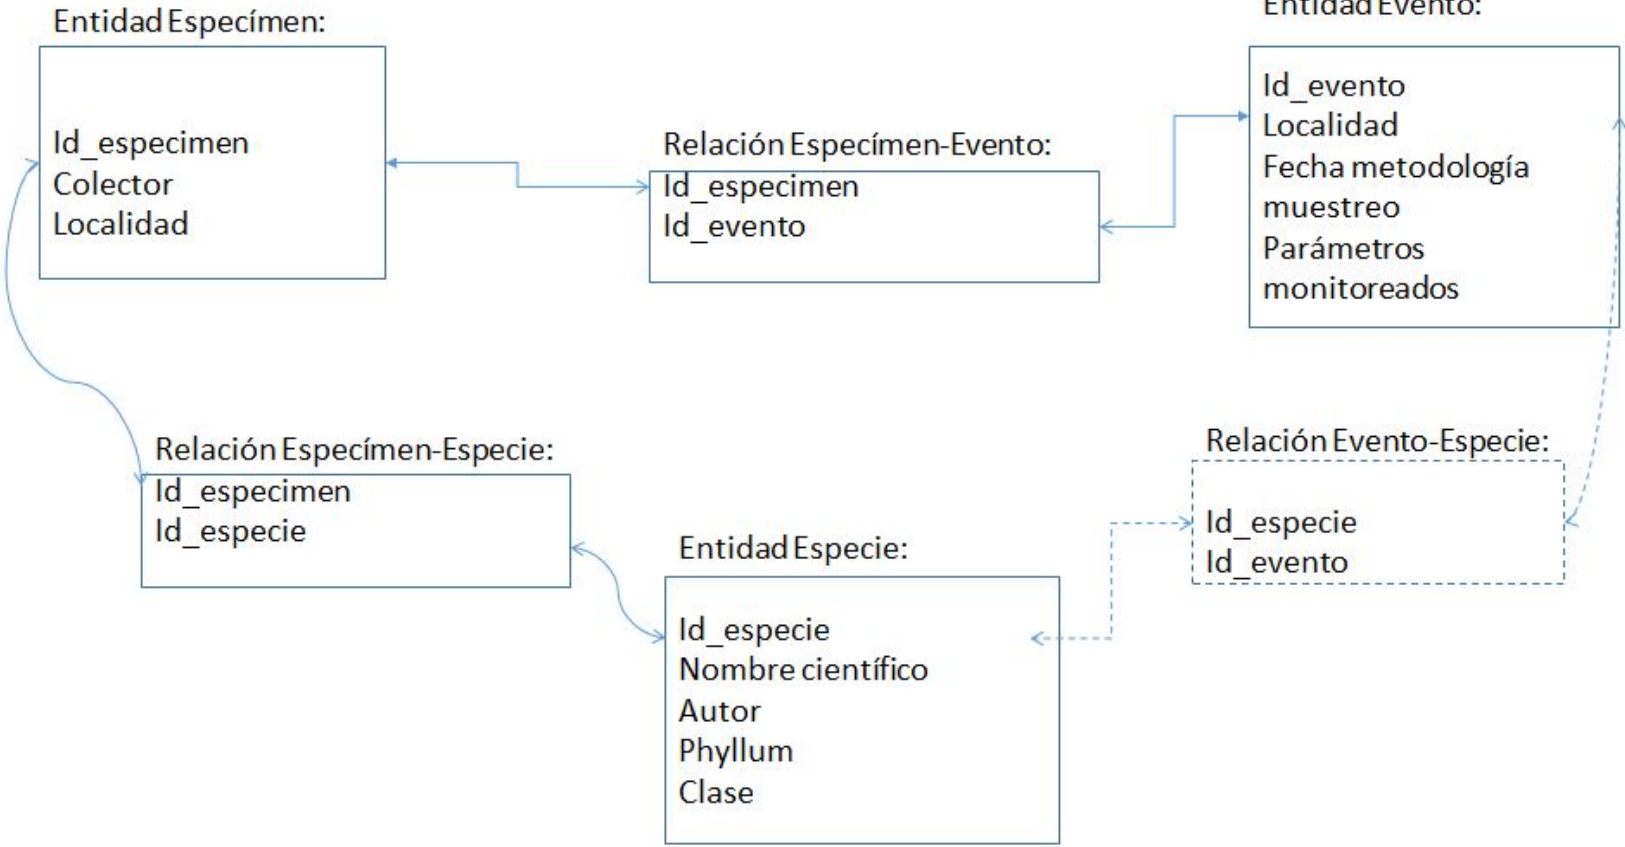 Entidad Especímen:
Id_especimen
Colector
Localidad
Relación Especímen-Evento:
Id_especimen
Id_evento
Entidad Evento:
Id_evento
Localidad
Fecha metodología
muestreo
Parámetros
monitoreados
Relación Especímen-Especie:
Id_especimen
Id_especie
Entidad Especie:
Id_especie
Nombre científico
Autor
Phyllum
Clase
Relación Evento-Especie:
Id_especie
Id_evento